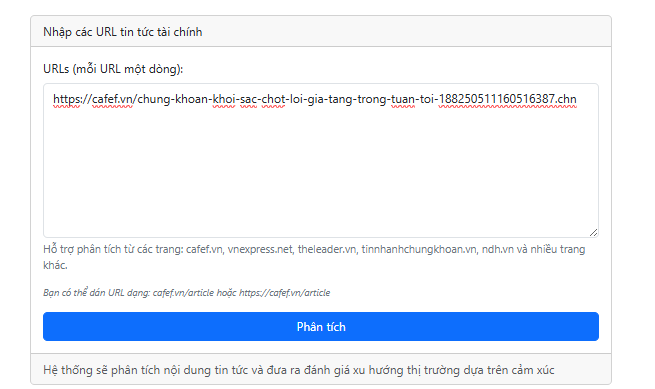 Nhập các URL tin tức tài chính
URLs (mỗi URL một dòng):
https://cafef.vn/chung-khoan-khoi-sac-chot-loi-gia-tang-trong-tuan-toi-188250511160516387.chn
Hỗ trợ phân tích từ các trang: cafef.vn, vnexpress.net, theleader.vn, tinnhanhchungkhoan.vn, ndh.vn và nhiều trang
khác.
Bạn có thể dán URL dạng: cafef.vn/article hoặc https://cafef.vn/article
Phân tích
Hệ thống sẽ phân tích nội dung tin tức và đưa ra đánh giá xu hướng thị trường dựa trên cảm xúc